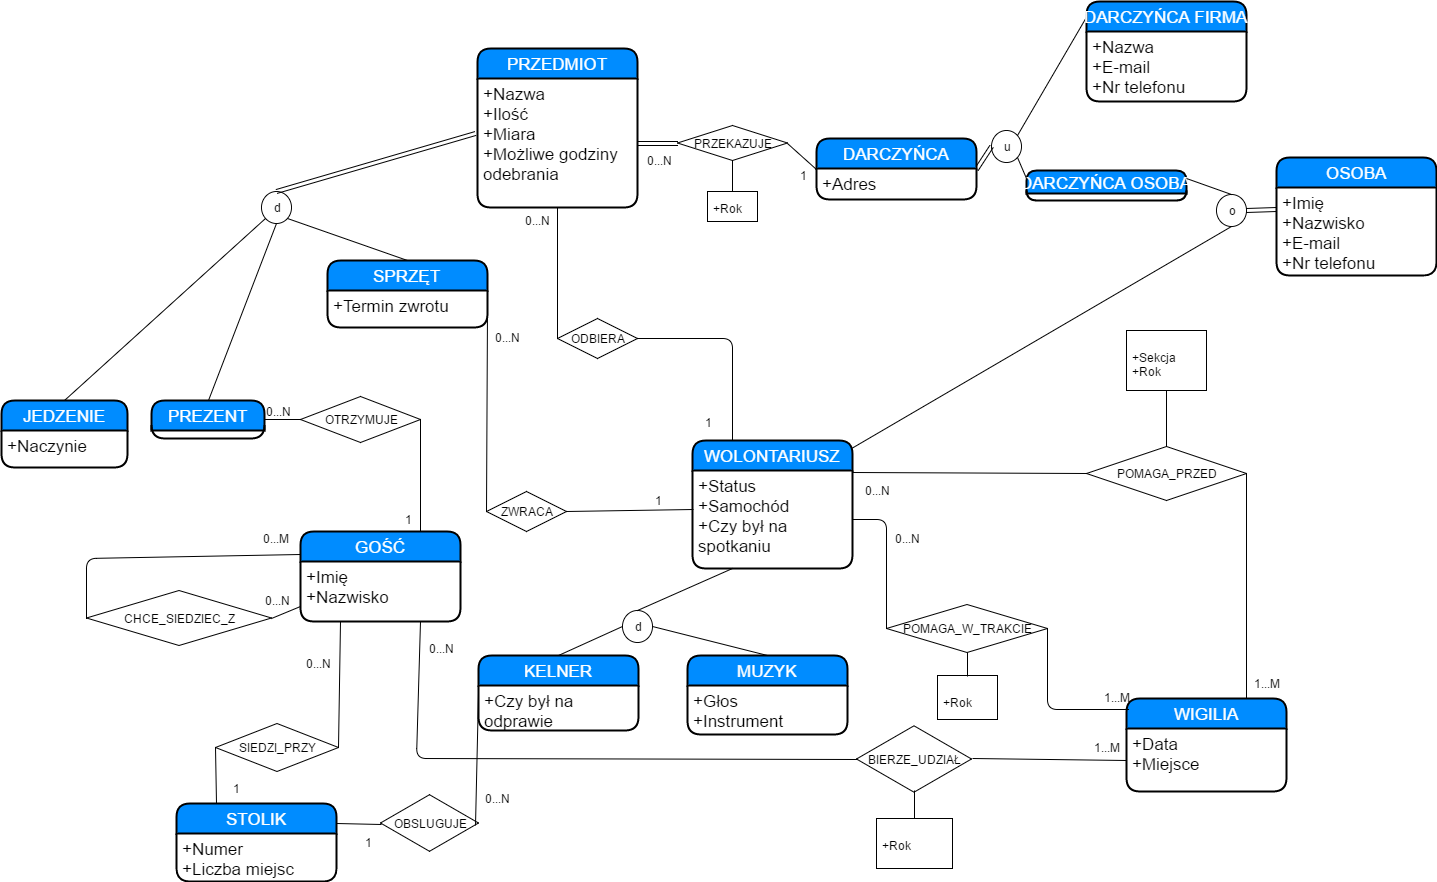 DARCZYŃCA FIRMA
+Nazwa
+E-mail
+Nr telefonu
PRZEDMIOT
+Nazwa
+Ilość
+Miara
+Możliwe godziny
odebrania
0...N
PRZEKAZUJE
1
+Rok
DARCZYŃCA
+Adres
u
DARCZYŃCA OSOBA
o
OSOBA
+Imię
+Nazwisko
+E-mail
+Nr telefonu
d
0...N
SPRZĘT
+Termin zwrotu
0...N
ODBIERA
1
+Sekcja
+Rok
JEDZENIE
+Naczynie
PREZENT
0...N
OTRZYMUJE
1
WOLONTARIUSZ
+Status
+Samochód
+Czy był na
spotkaniu
0...N
POMAGA_PRZED
1...M
ZWRACA
1
0...M
GOŚĆ
+Imię
+Nazwisko
0...N
CHCE_SIEDZIEC_Z
0...N
POMAGA_W_TRAKCIE
1...M
+Rok
d
KELNER
+Czy był na
odprawie
MUZYK
+Głos
+Instrument
0...N
0...N
SIEDZI_PRZY
1
WIGILIA
+Data
+Miejsce
1...M
BIERZE_UDZIAŁ
+Rok
STOLIK
+Numer
+Liczba miejsc
1
OBSLUGUJE
0...N